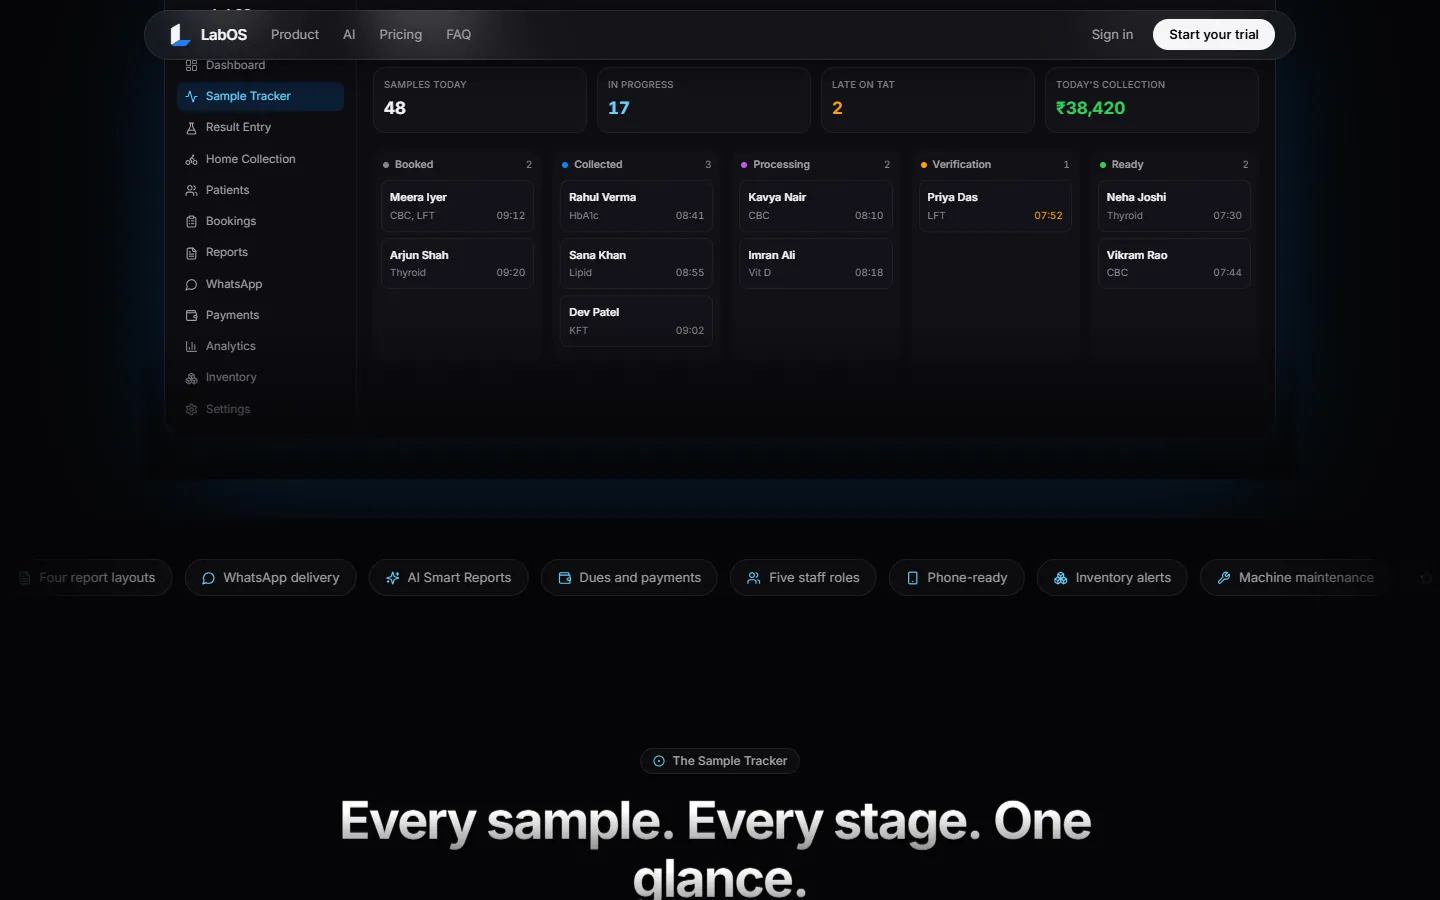 LabOS
Product
AI
Pricing
FAQ
Sign in
Start your trial
Dashboard
Sample Tracker
Result Entry
Home Collection
Patients
Bookings
Reports
WhatsApp
Payments
Analytics
Inventory
Settings
SAMPLES TODAY
48
IN PROGRESS
17
LATE ON TAT
2
TODAY'S COLLECTION
₹38,420
Booked 2
Meera Iyer
CBC, LFT 09:12
Arjun Shah
Thyroid 09:20
Collected 3
Rahul Verma
HbA1c 08:41
Sana Khan
Lipid 08:55
Dev Patel
KFT 09:02
Processing 2
Kavya Nair
CBC 08:10
Imran Ali
Vit D 08:18
Verification 1
Priya Das
LFT 07:52
Ready 2
Neha Joshi
Thyroid 07:30
Vikram Rao
CBC 07:44
Four report layouts
WhatsApp delivery
AI Smart Reports
Dues and payments
Five staff roles
Phone-ready
Inventory alerts
Machine maintenance
The Sample Tracker
Every sample. Every stage. One
glance.